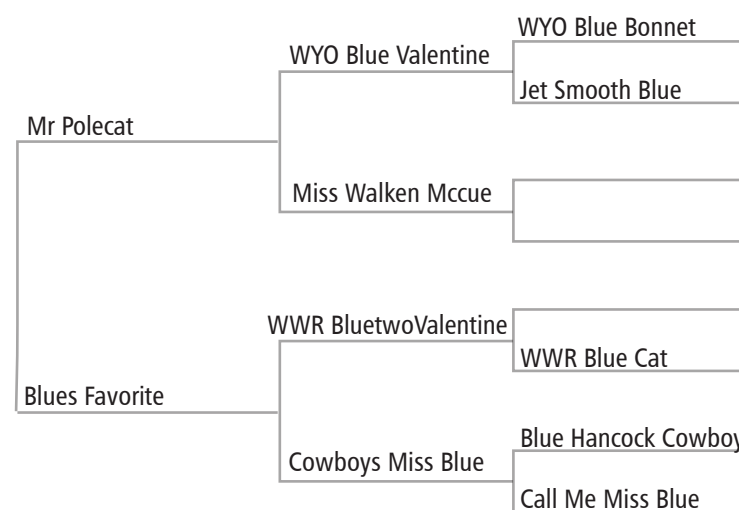 WYO Blue Bonnet
WYO Blue Valentine
Jet Smooth Blue
Mr Polecat
Miss Walken Mccue
WWR BluetwoValentine
WWR Blue Cat
Blues Favorite
Blue Hancock Cowboy
Cowboys Miss Blue
Call Me Miss Blue